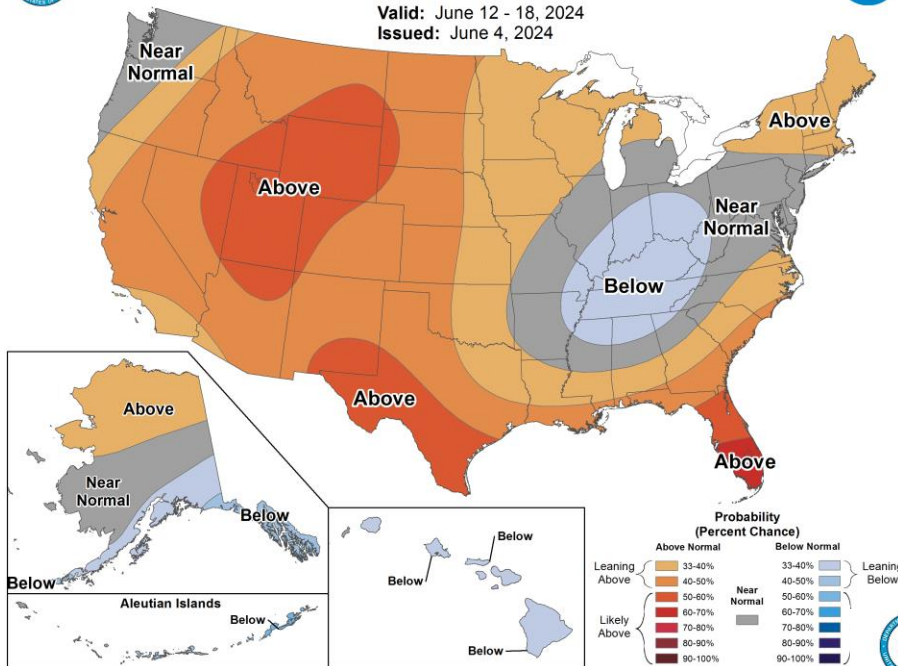 Valid: June 12 - 18, 2024
Issued: June 4, 2024
Near
Normal
Above
Above
Near
Normal
Below
Above
Above
Above
Near
Normal
Below
Below
Aleutian Islands
Below
Below
Below
Below
Probability
(Percent Chance)
Above Normal
Below Normal
Leaning
Above
33-40%
40-50%
50-60%
60-70%
70-80%
80-90%
90-100%
Likely
Above
Near
Normal
33-40%
40-50%
50-60%
60-70%
70-80%
80-90%
90-100%
Leaning
Below